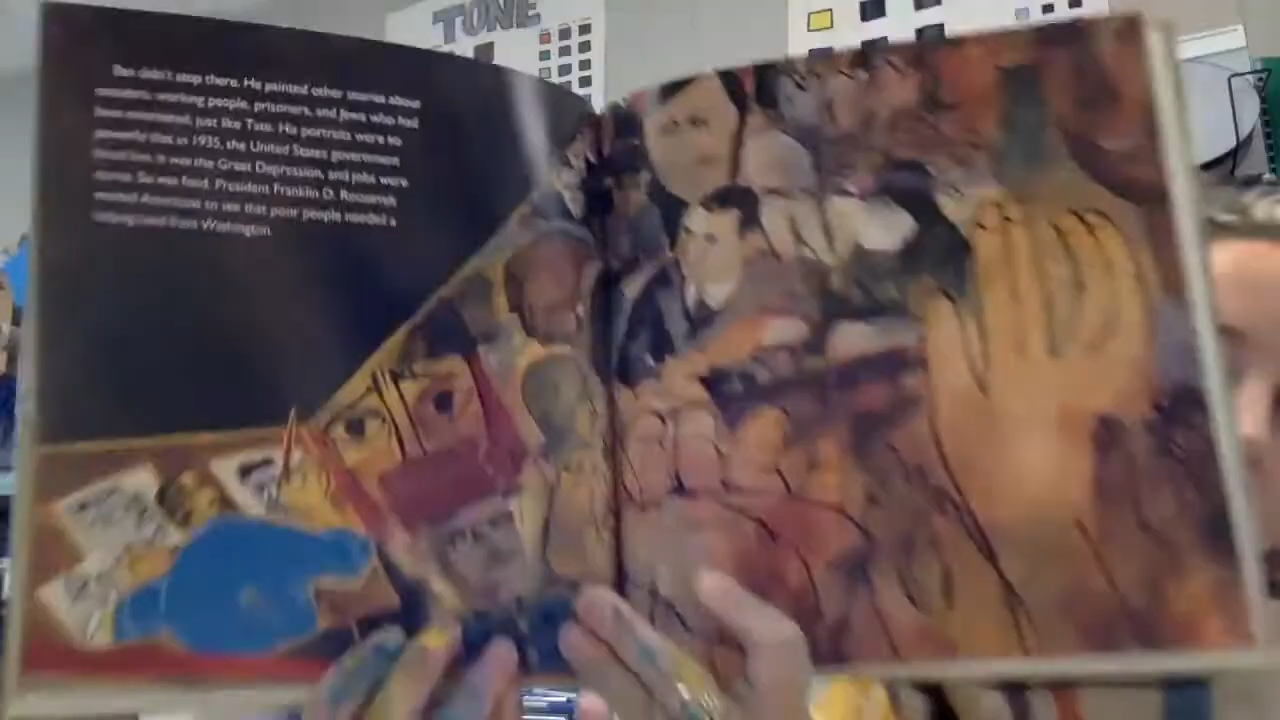 TONE
Ben didn't stop there. He painted other stories about
working people, prisoners, and Jews who had
been mistreated, just like Tata. His portraits were so
powerful that in 1935, the United States government
hired him. It was the Great Depression, and jobs were
scarce. So was food. President Franklin D. Roosevelt
wanted Americans to see that poor people needed a
helping hand from Washington.